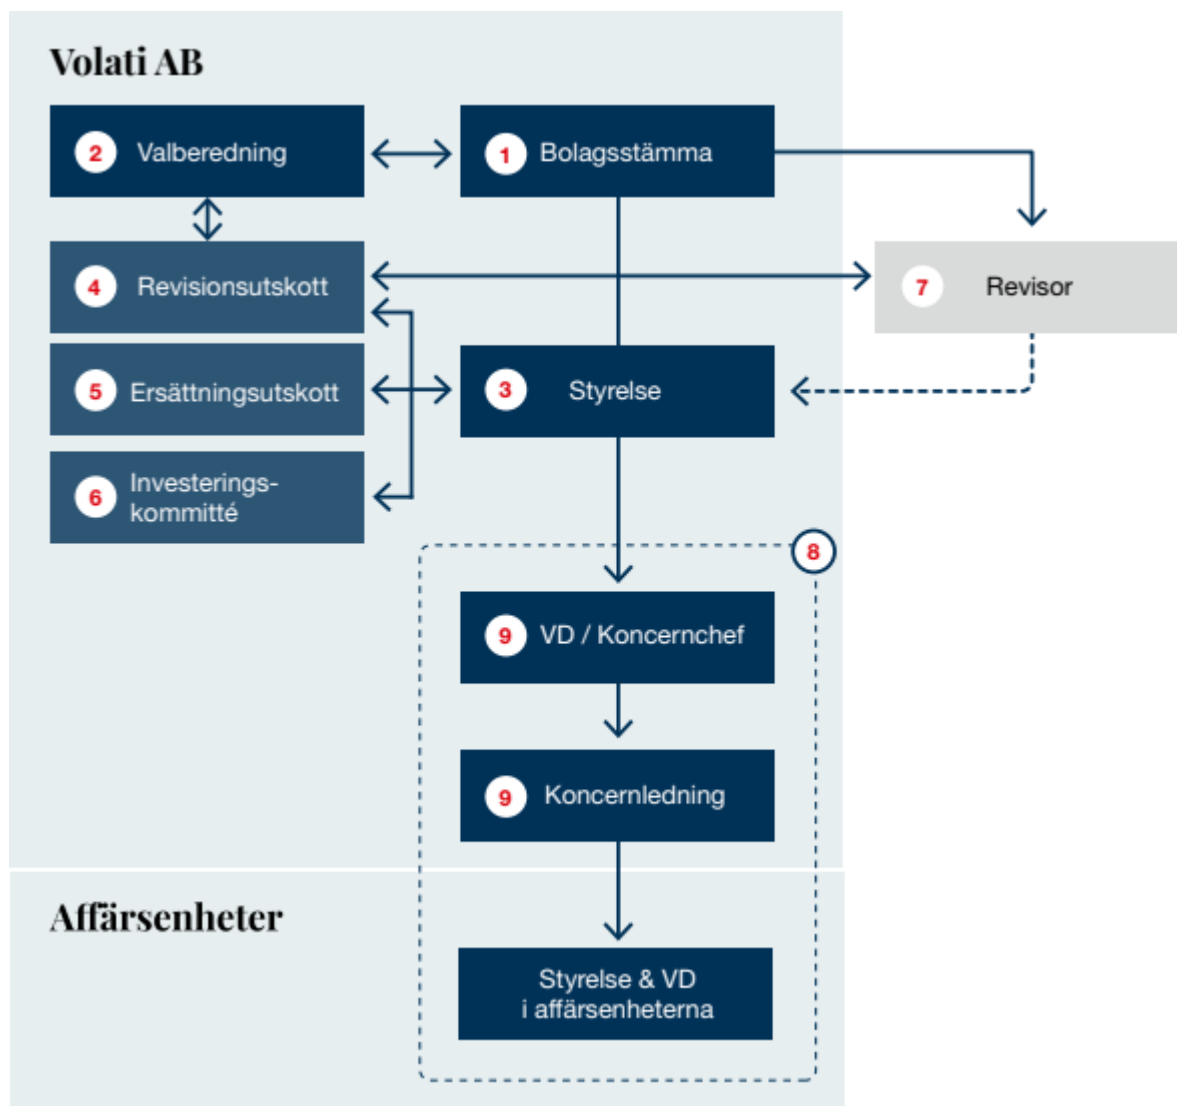 Volati AB
2 Valberedning
1 Bolagsstämma
4 Revisionsutskott
7 Revisor
5 Ersättningsutskott
3 Styrelse
6 Investerings-
kommitté
8
9 VD / Koncernchef
9 Koncernledning
Affärsenheter
Styrelse & VD
i affärsenheterna